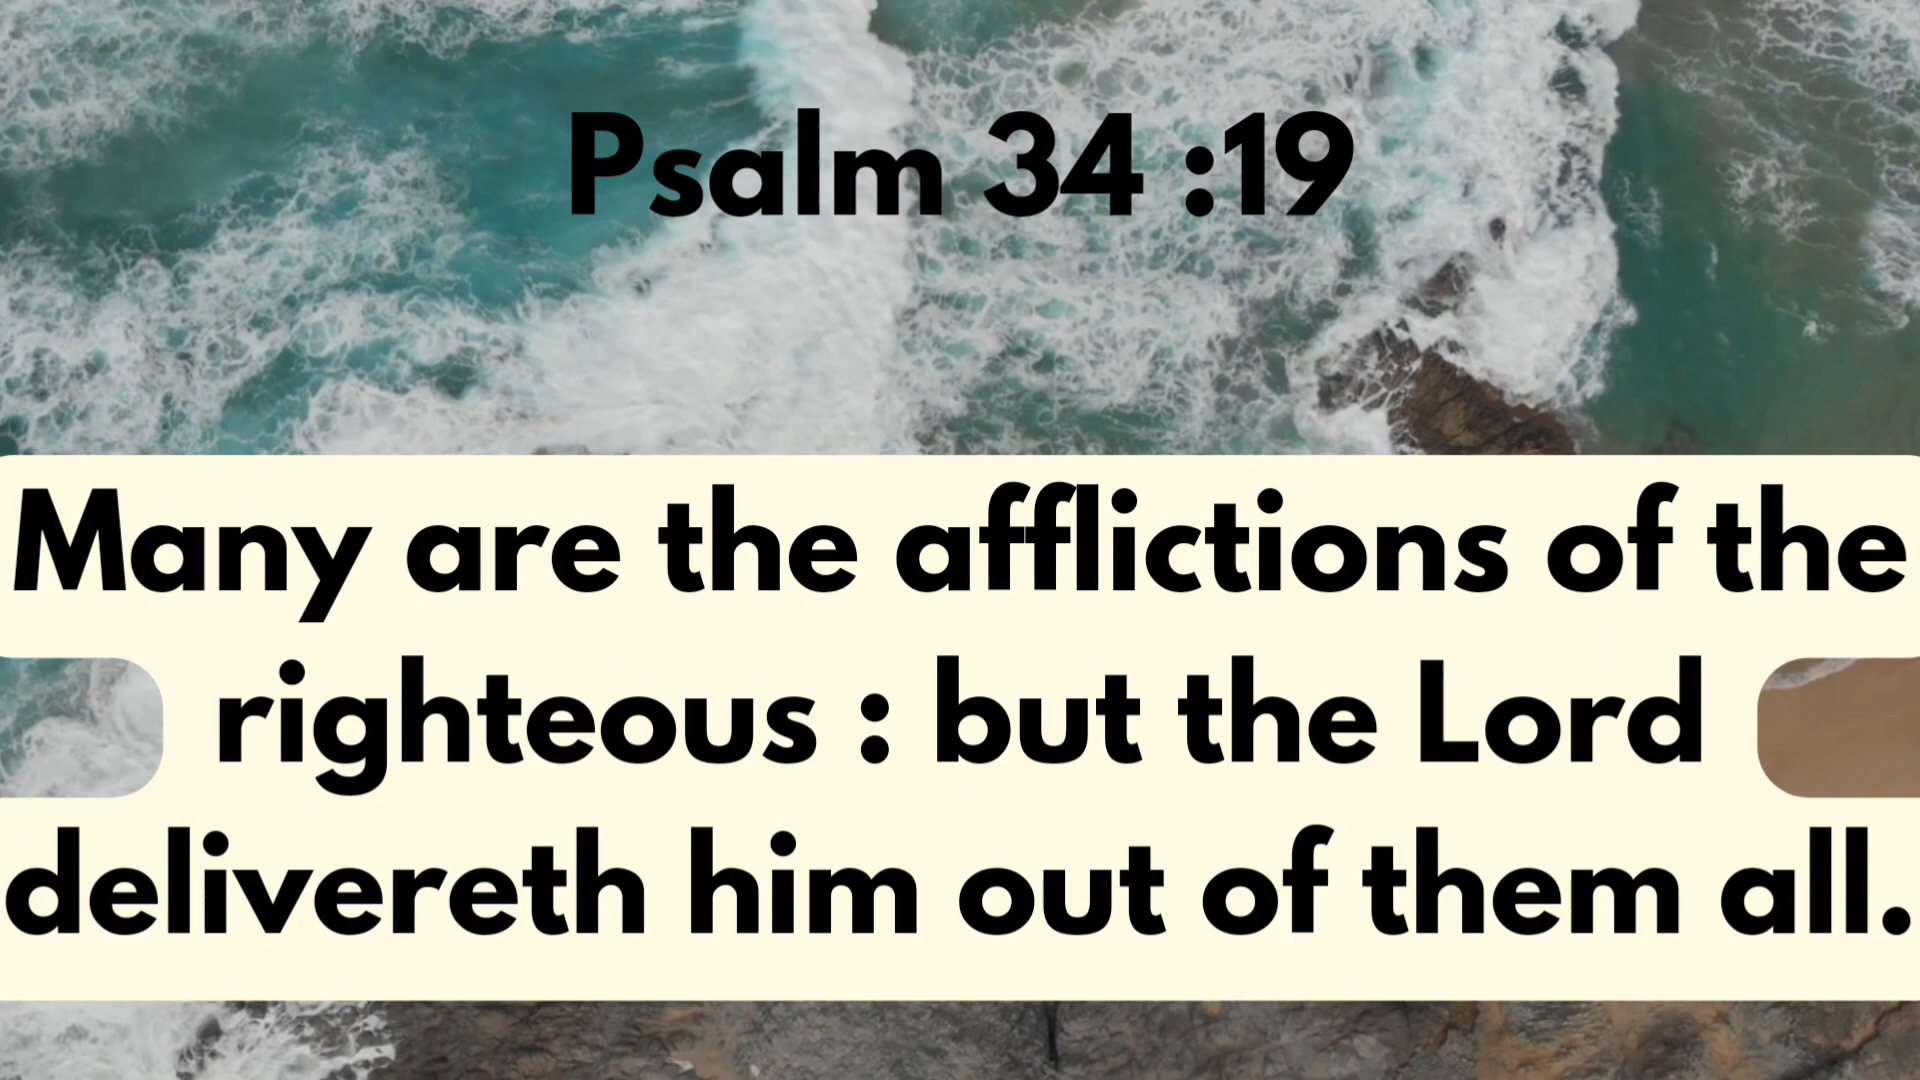 Psalm 34 :19
Many are the afflictions of the
righteous : but the Lord
delivereth him out of them all.